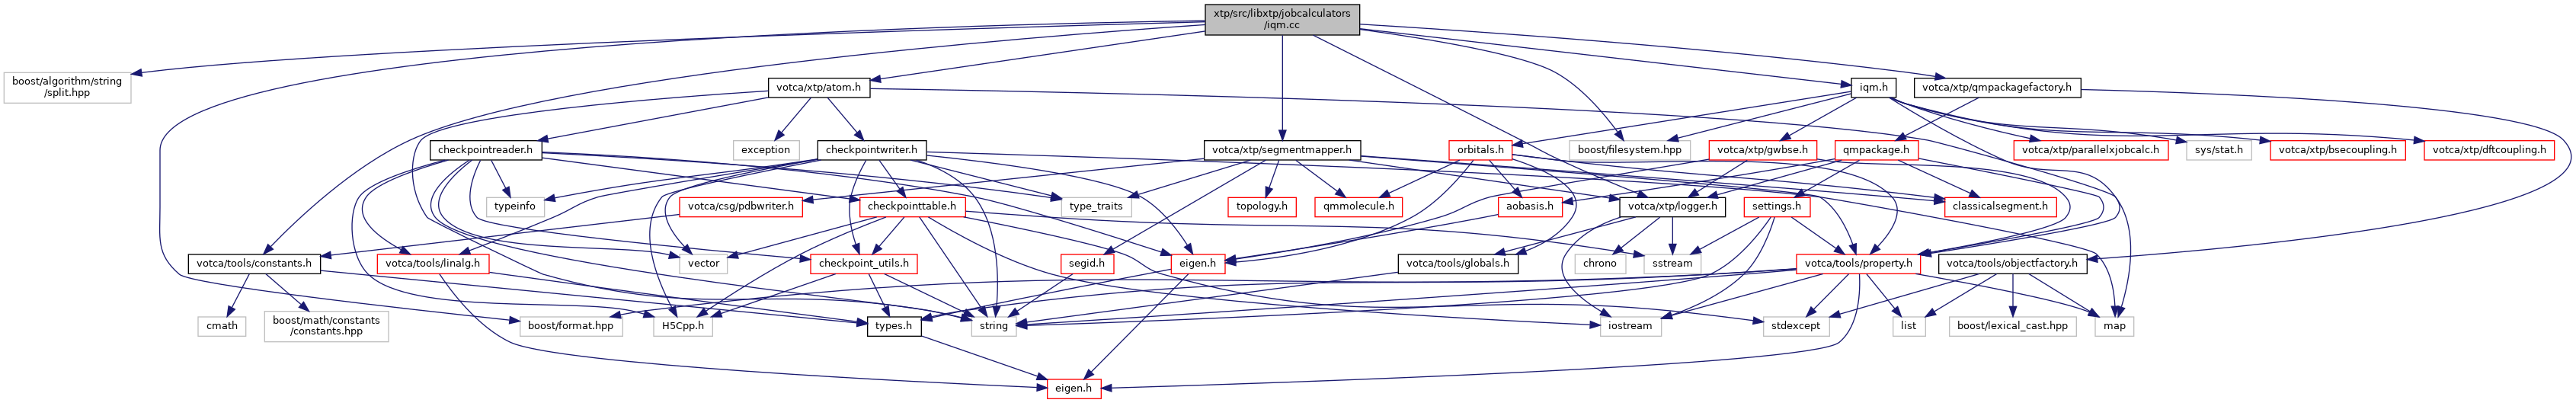 xtp/src/libxtp/jobcalculators
/iqm.cc
boost/algorithm/string
/split.hpp
votca/xtp/atom.h
iqm.h
votca/xtp/qmpackagefactory.h
checkpointreader.h
exception
checkpointwriter.h
votca/xtp/segmentmapper.h
orbitals.h
boost/filesystem.hpp
votca/xtp/gwbse.h
qmpackage.h
votca/xtp/parallelxjobcalc.h
sys/stat.h
votca/xtp/bsecoupling.h
votca/xtp/dftcoupling.h
typeinfo
votca/csg/pdbwriter.h
checkpointtable.h
type_traits
topology.h
qmmolecule.h
aobasis.h
votca/xtp/logger.h
settings.h
classicalsegment.h
votca/tools/constants.h
votca/tools/linalg.h
vector
checkpoint_utils.h
segid.h
eigen.h
votca/tools/globals.h
chrono
sstream
votca/tools/property.h
votca/tools/objectfactory.h
cmath
boost/math/constants
/constants.hpp
boost/format.hpp
H5Cpp.h
types.h
string
iostream
stdexcept
list
boost/lexical_cast.hpp
map
eigen.h